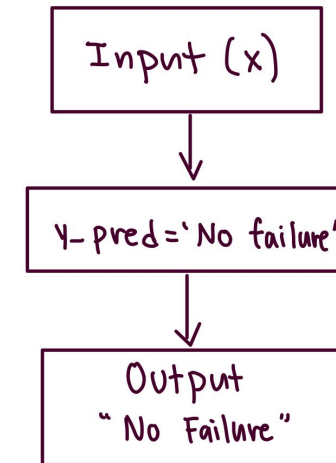 Input (x)
Y_pred='No failure'
Output
"No Failure"